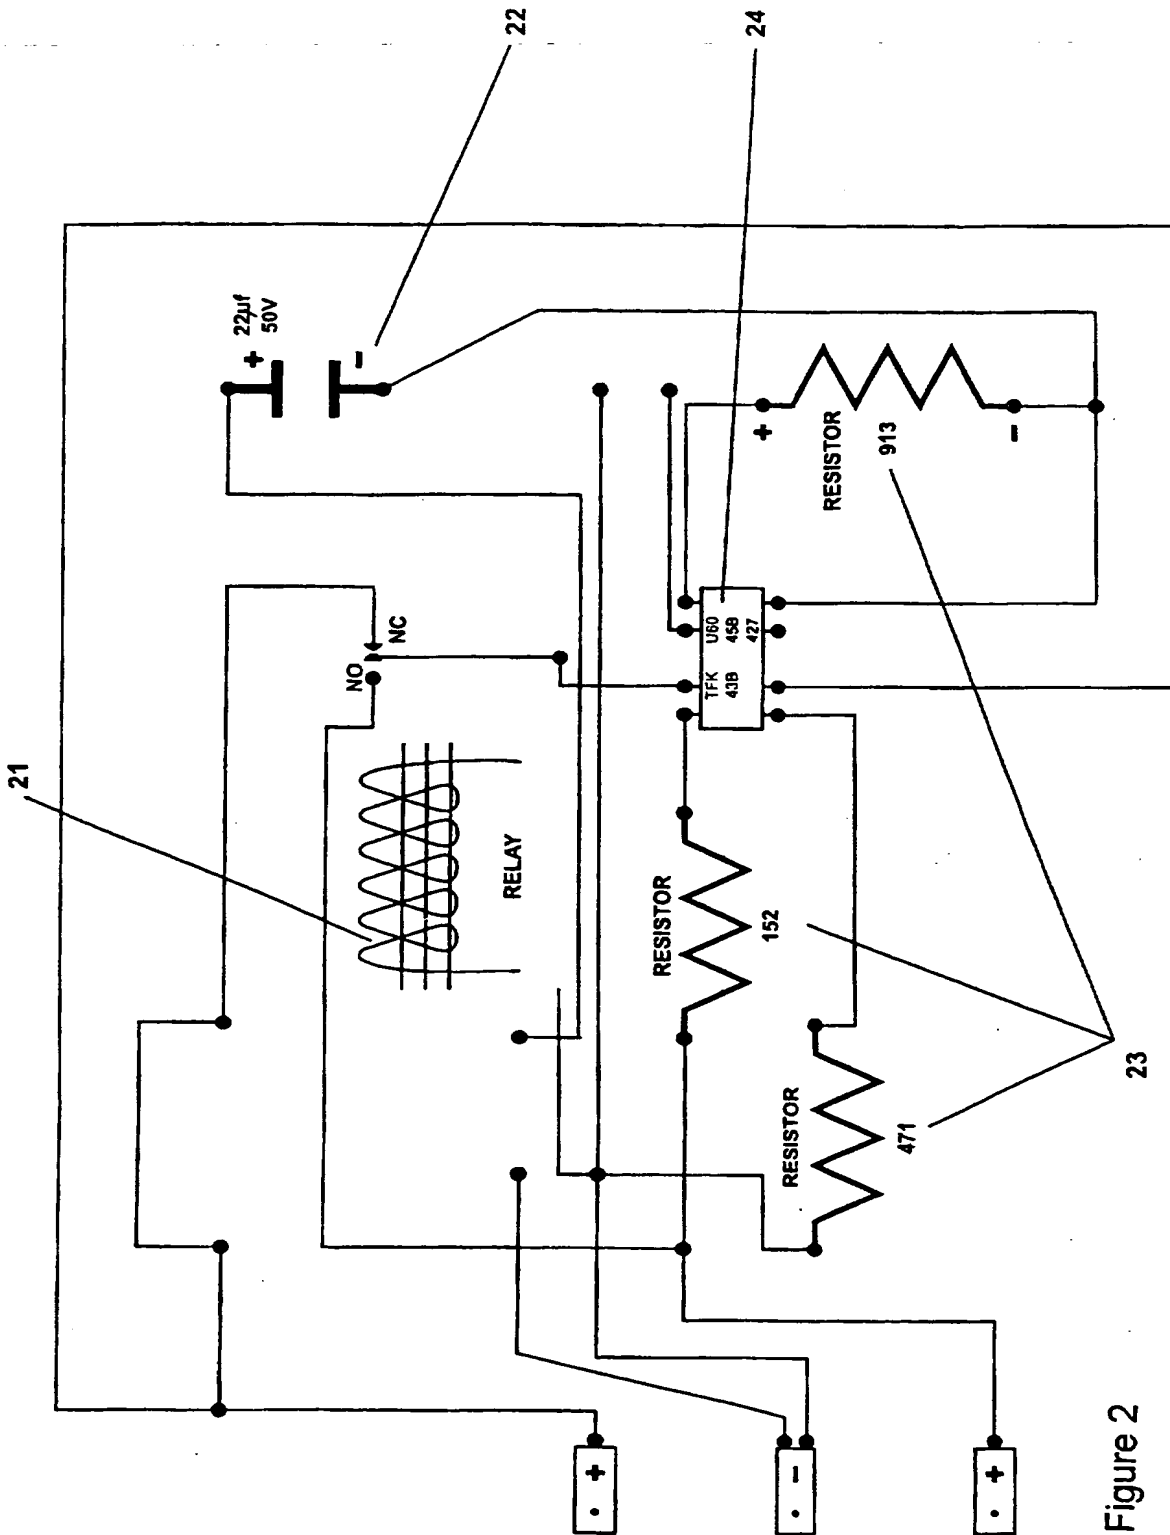 Figure 2
21
22
24
23
22µf
50V
+
-
NO
NC
RELAY
RESISTOR
152
RESISTOR
471
RESISTOR
913
+
-
TFK
43B
U60
45B
427
• +
• -
• +